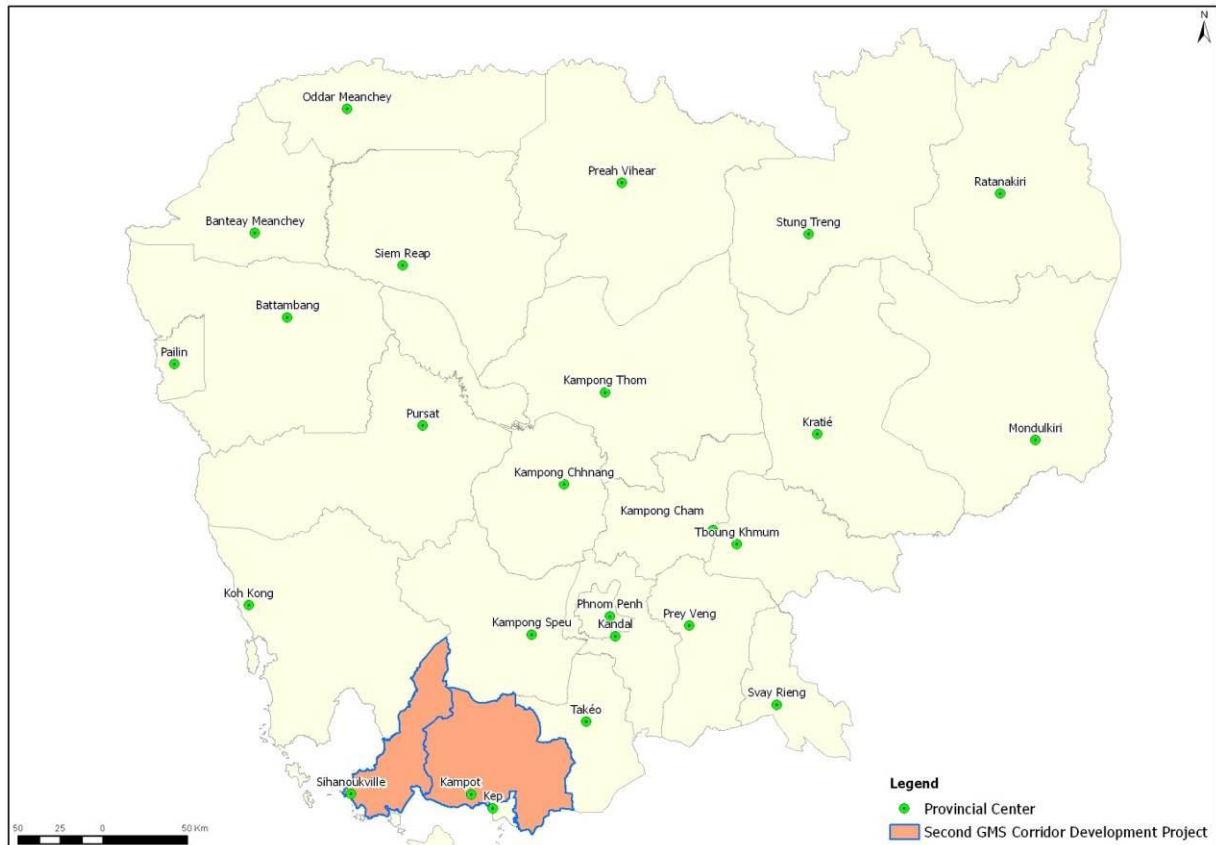 N
Oddar Meanchey
Preah Vihear
Ratanakiri
Banteay Meanchey
Stung Treng
Siem Reap
Battambang
Pailin
Kampong Thom
Pursat
Kratié
Mondulkiri
Kampong Chhnang
Kampong Cham
Tboung Khmum
Koh Kong
Phnom Penh
Prey Veng
Kampong Speu
Kandal
Svay Rieng
Takéo
Sihanoukville
Kampot
Kep
Legend
Provincial Center
Second GMS Corridor Development Project
50 25 0 50 Km